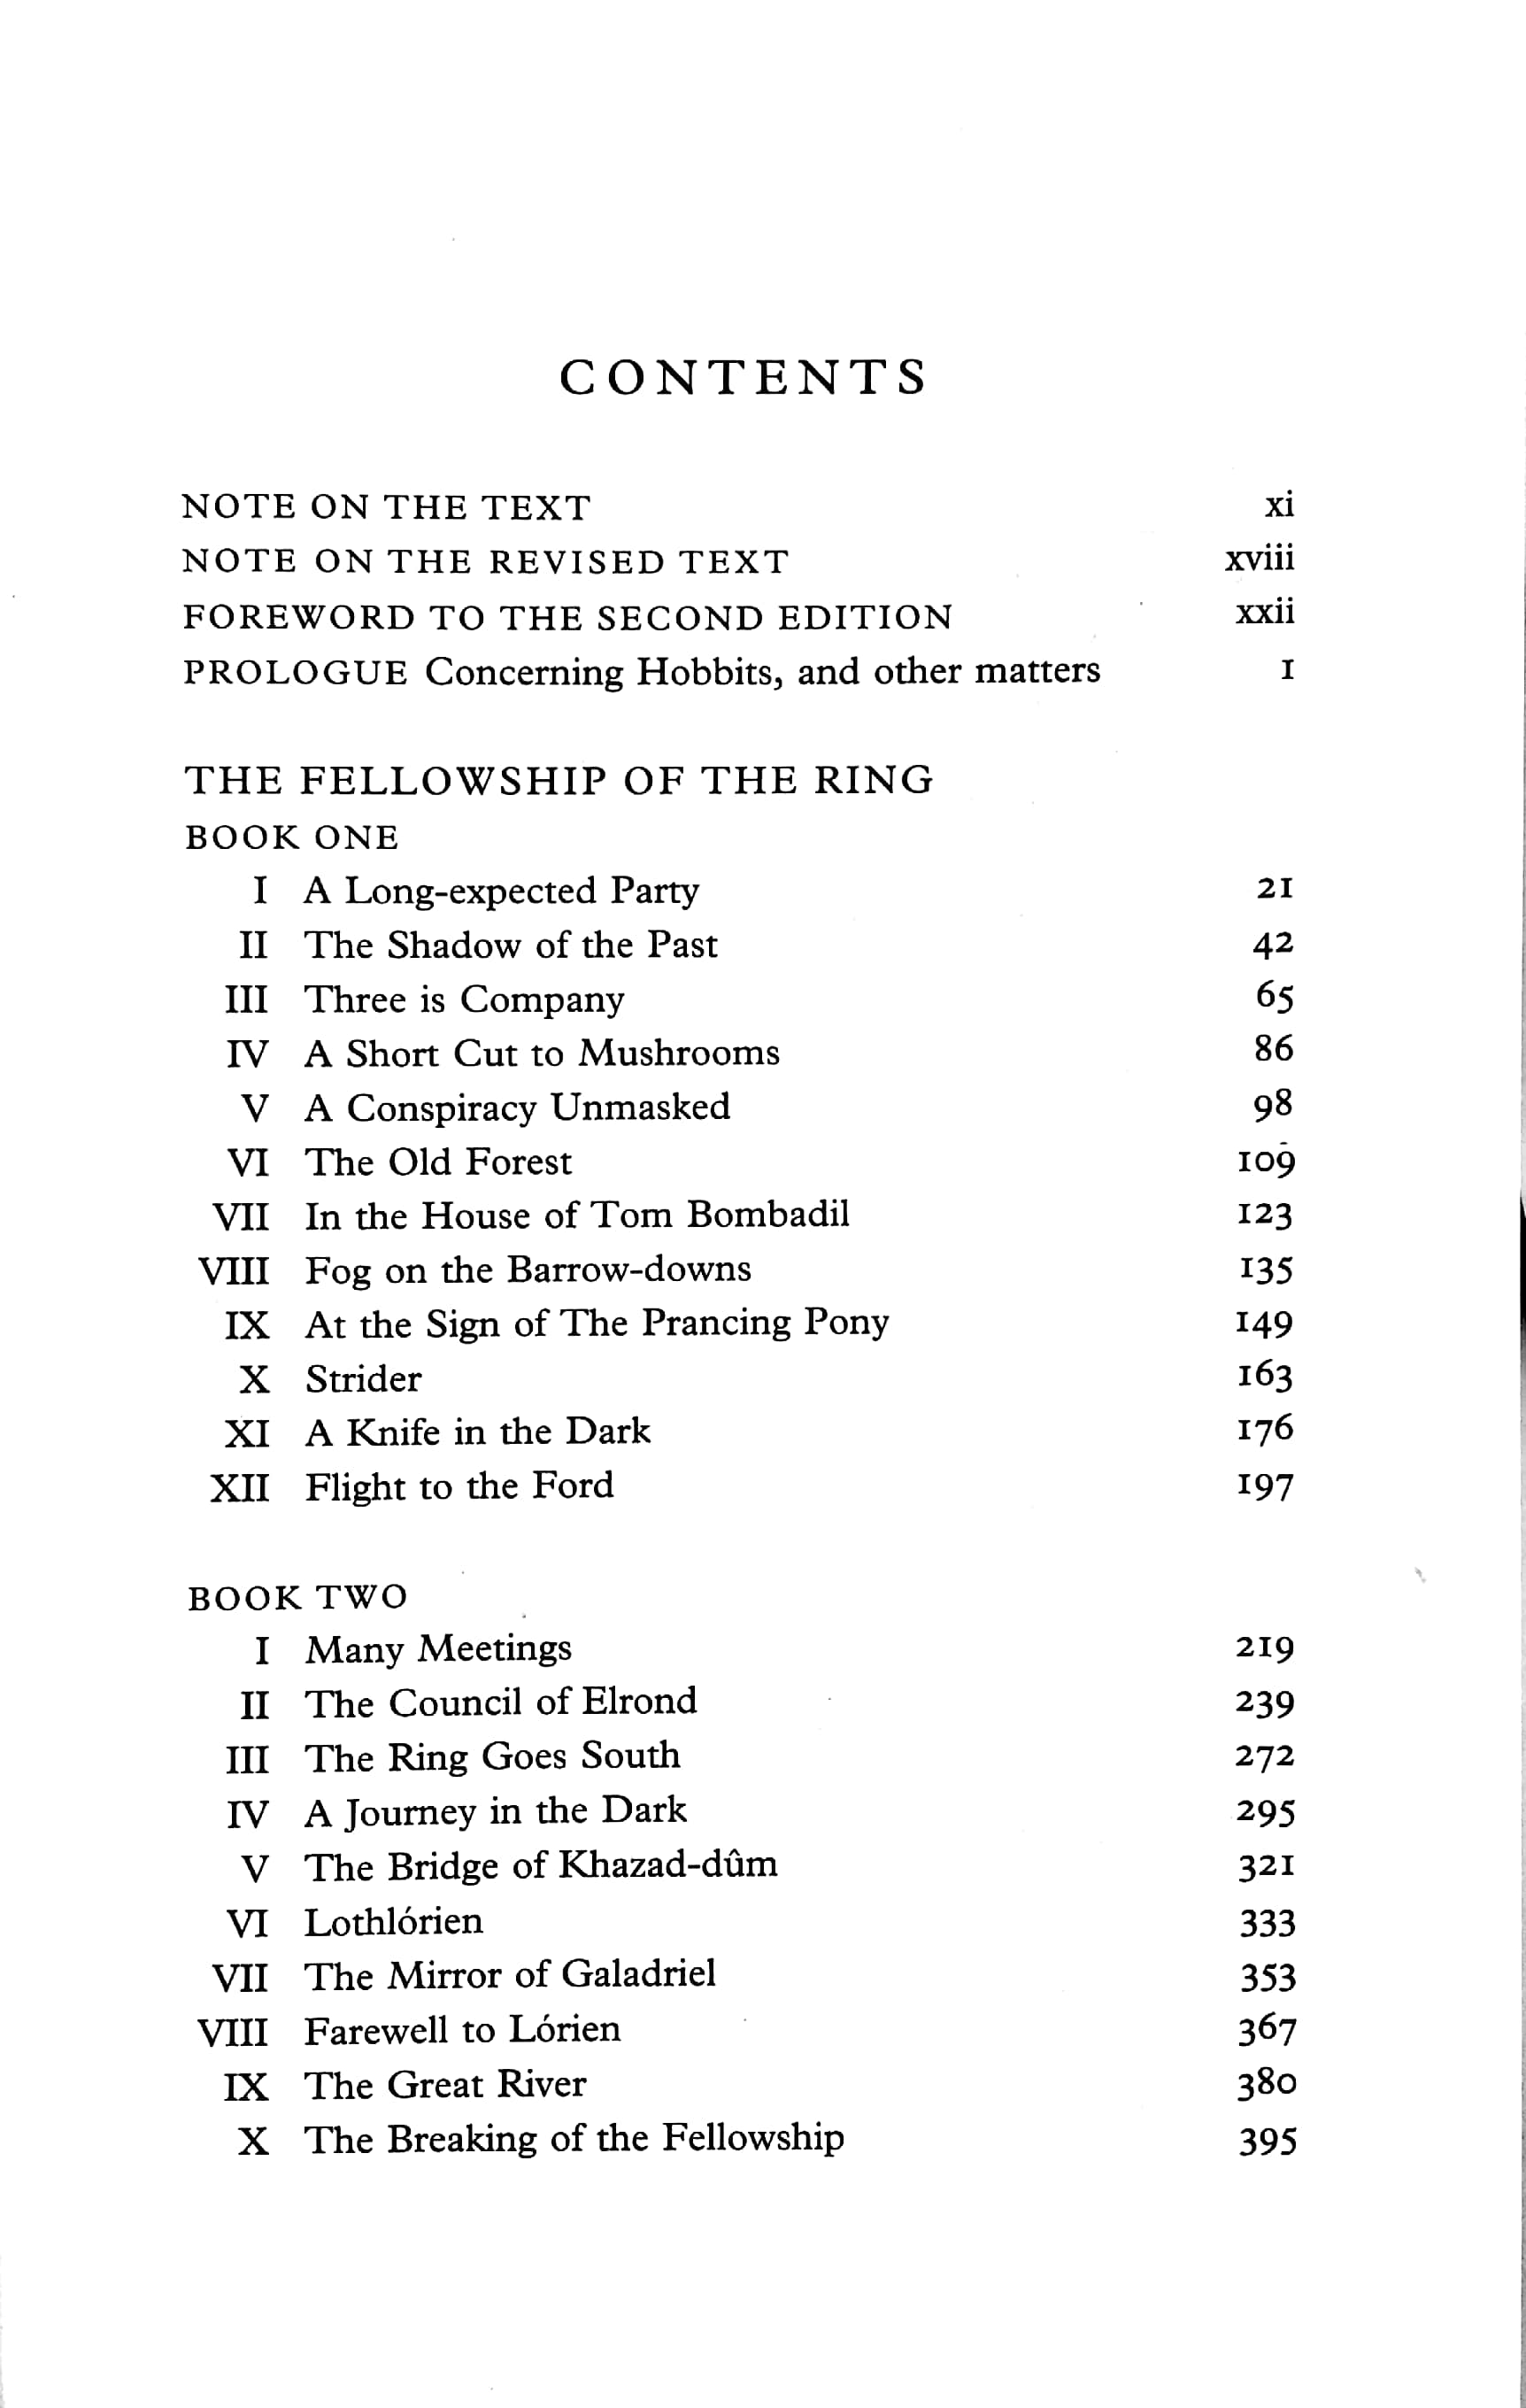 CONTENTS
NOTE ON THE TEXT xi
NOTE ON THE REVISED TEXT xviii
FOREWORD TO THE SECOND EDITION xxii
PROLOGUE Concerning Hobbits, and other matters 1
THE FELLOWSHIP OF THE RING
BOOK ONE
I A Long-expected Party 21
II The Shadow of the Past 42
III Three is Company 65
IV A Short Cut to Mushrooms 86
V A Conspiracy Unmasked 98
VI The Old Forest 109
VII In the House of Tom Bombadil 123
VIII Fog on the Barrow-downs 135
IX At the Sign of The Prancing Pony 149
X Strider 163
XI A Knife in the Dark 176
XII Flight to the Ford 197
BOOK TWO
I Many Meetings 219
II The Council of Elrond 239
III The Ring Goes South 272
IV A Journey in the Dark 295
V The Bridge of Khazad-dûm 321
VI Lothlórien 333
VII The Mirror of Galadriel 353
VIII Farewell to Lórien 367
IX The Great River 380
X The Breaking of the Fellowship 395